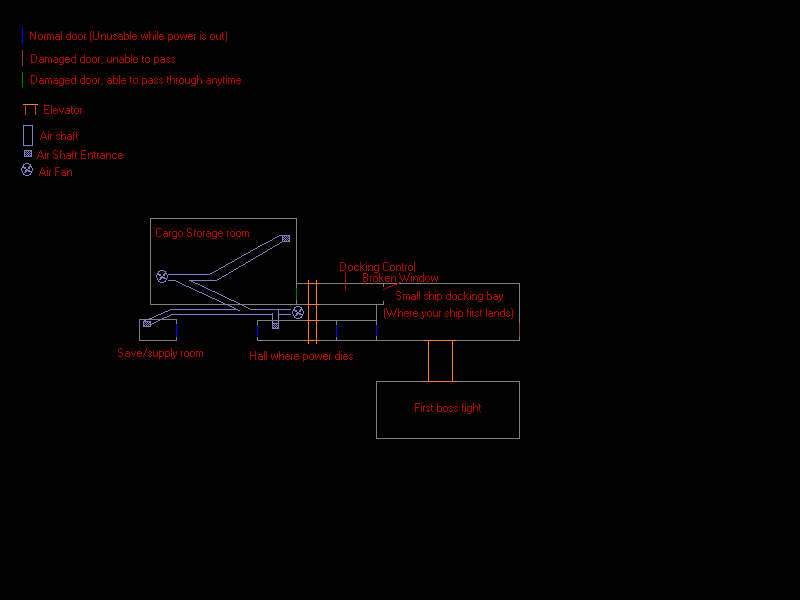 Normal door (Unusable while power is out)
Damaged door, unable to pass
Damaged door, able to pass through anytime
Elevator
Air shaft
Air Shaft Entrance
Air Fan
Cargo Storage room
Docking Control
Broken Window
Small ship docking bay
(Where your ship first lands)
Save/supply room
Hall where power dies
First boss fight